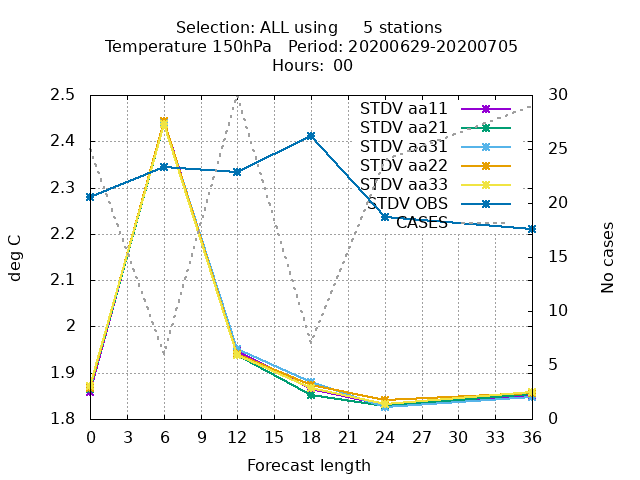 Selection: ALL using     5 stations
Temperature 150hPa   Period: 20200629-20200705
Hours:  00
2.5
2.4
2.3
2.2
2.1
2
1.9
1.8
deg C
30
25
20
15
10
5
0
No cases
STDV aa11
STDV aa21
STDV aa31
STDV aa22
STDV aa33
STDV OBS
CASES
0 3 6 9 12 15 18 21 24 27 30 33 36
Forecast length